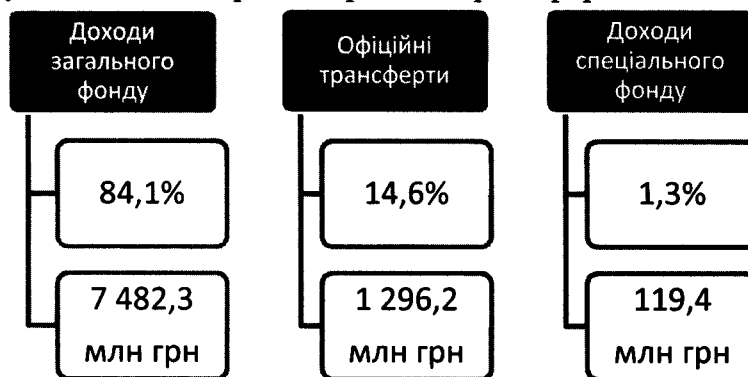 Доходи
загального
фонду
84,1%
7 482,3
млн грн
Офіційні
трансферти
14,6%
1 296,2
млн грн
Доходи
спеціального
фонду
1,3%
119,4
млн грн